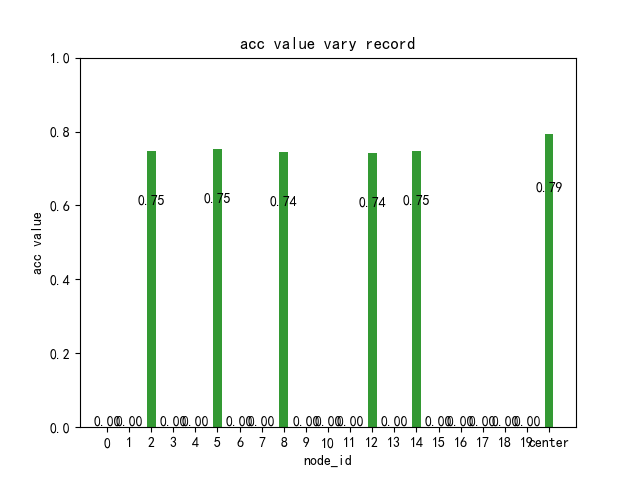 acc value vary record
1.0
0.8
0.6
0.4
0.2
0.0
acc value
0.00 0.00 0.75 0.00 0.00 0.75 0.00 0.00 0.74 0.00 0.00 0.00 0.74 0.00 0.75 0.00 0.00 0.00 0.00 0.00 0.79
0 1 2 3 4 5 6 7 8 9 10 11 12 13 14 15 16 17 18 19 center
node_id